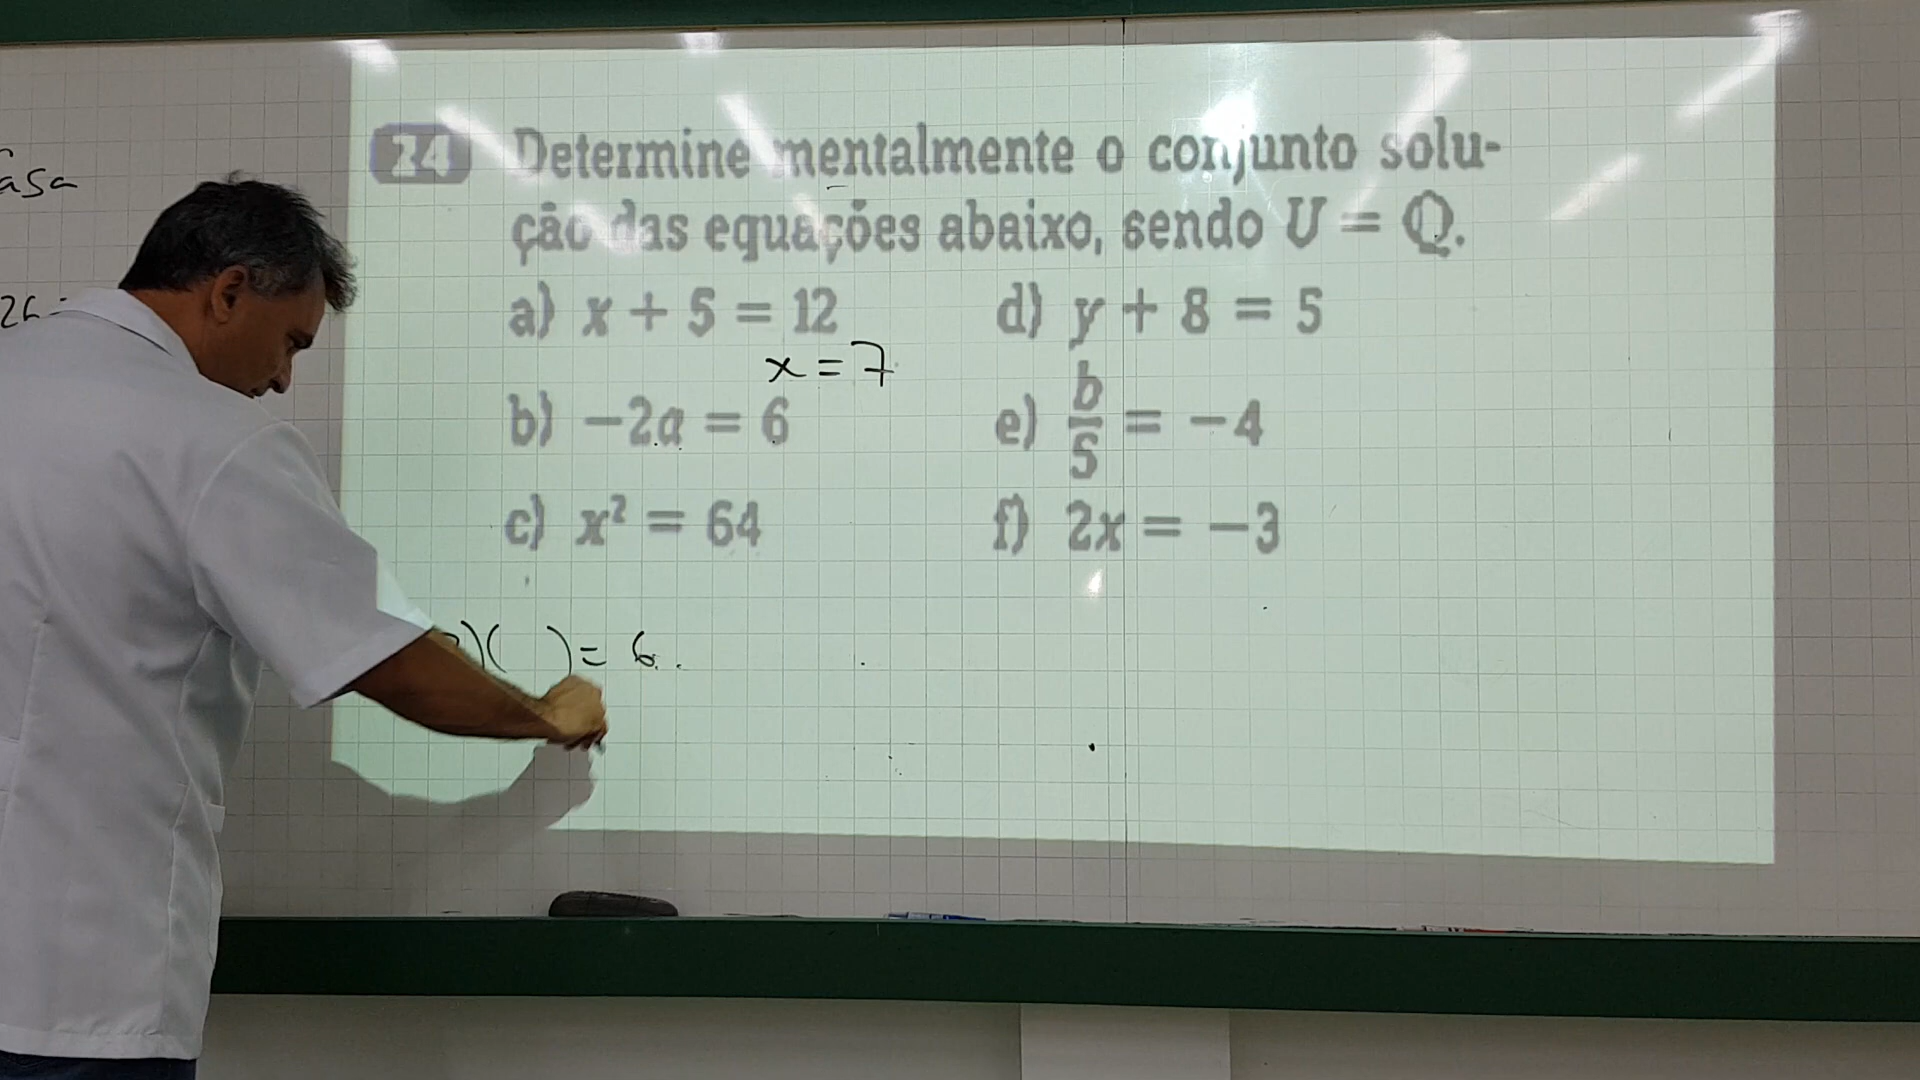 24 Determine mentalmente o conjunto solu-
ção das equações abaixo, sendo U = Q.
a) x + 5 = 12
x = 7
b) −2a = 6
c) x² = 64
d) y + 8 = 5
e) b/5 = −4
f) 2x = −3
)( ) = 6